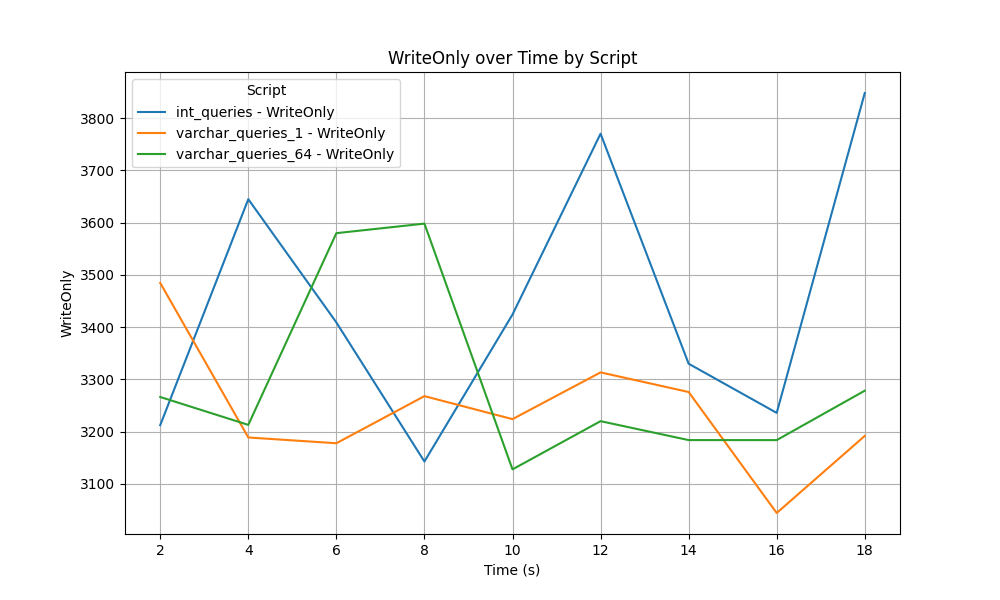 WriteOnly over Time by Script
Script
int_queries - WriteOnly
varchar_queries_1 - WriteOnly
varchar_queries_64 - WriteOnly
WriteOnly
3800
3700
3600
3500
3400
3300
3200
3100
2 4 6 8 10 12 14 16 18
Time (s)